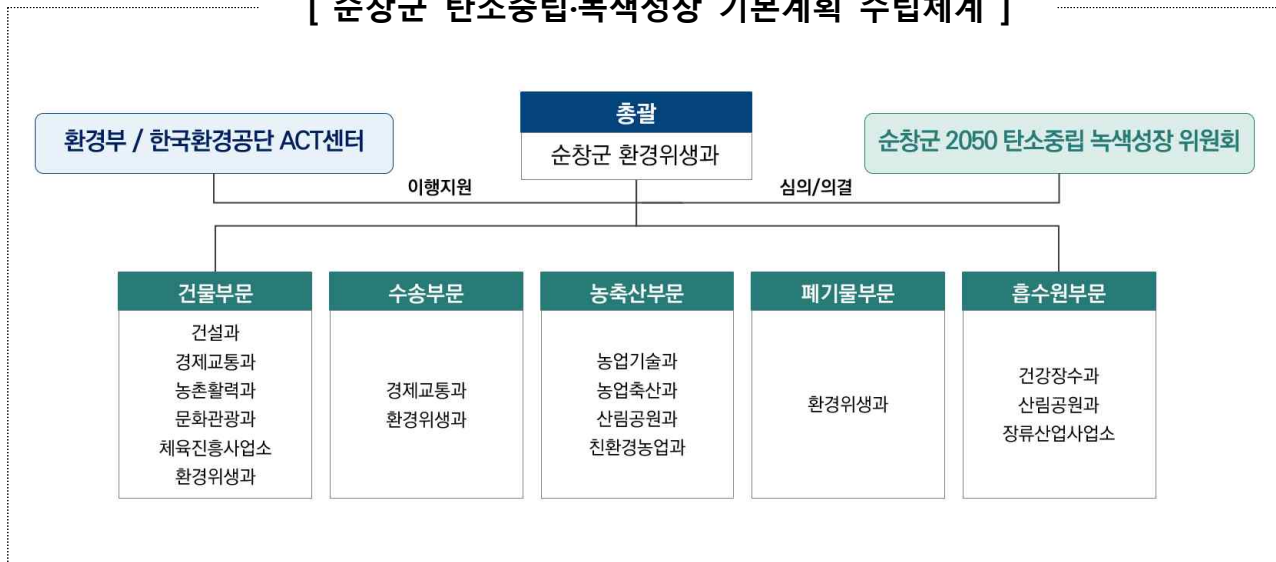 [ 순창군 탄소중립·녹색성장 기본계획 수립체계 ]
총괄
환경부 / 한국환경공단 ACT센터
순창군 환경위생과
순창군 2050 탄소중립 녹색성장 위원회
이행지원
심의/의결
건물부문
건설과
경제교통과
농촌활력과
문화관광과
체육진흥사업소
환경위생과
수송부문
경제교통과
환경위생과
농축산부문
농업기술과
농업축산과
산림공원과
친환경농업과
폐기물부문
환경위생과
흡수원부문
건강장수과
산림공원과
장류산업사업소